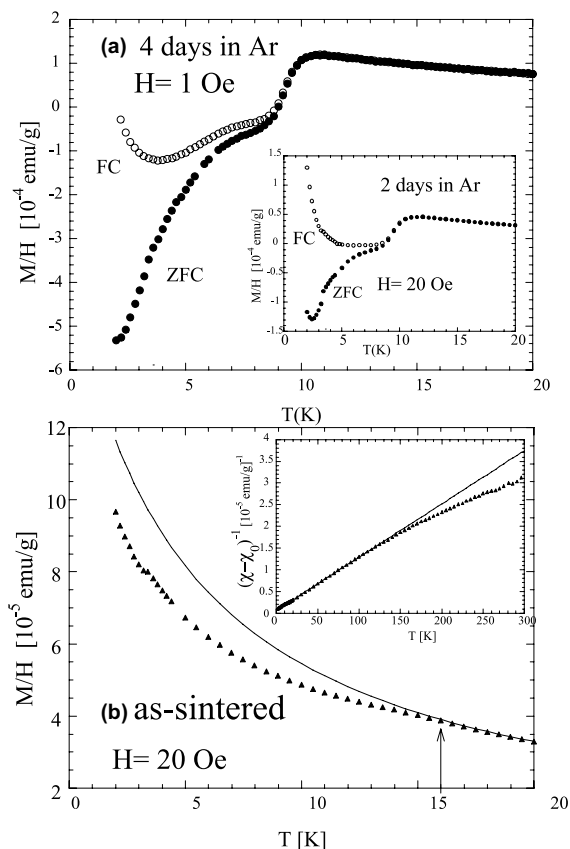 (a) 4 days in Ar
H= 1 Oe
M/H [10⁻⁴ emu/g]
2
1
0
-1
-2
-3
-4
-5
-6
FC
ZFC
0 5 10 15 20
T(K)
2 days in Ar
H= 20 Oe
M/H [10⁻⁴ emu/g]
1.5
1
0.5
0
-0.5
-1
-1.5
FC
ZFC
0 5 10 15 20
T(K)
M/H [10⁻⁵ emu/g]
12
10
8
6
4
2
(χ−χ₀)⁻¹ [10⁻⁵ emu/g]⁻¹
4
3.5
3
2.5
2
1.5
1
0.5
0
0 50 100 150 200 250 300
T [K]
(b) as-sintered
H= 20 Oe
0 5 10 15 20
T [K]